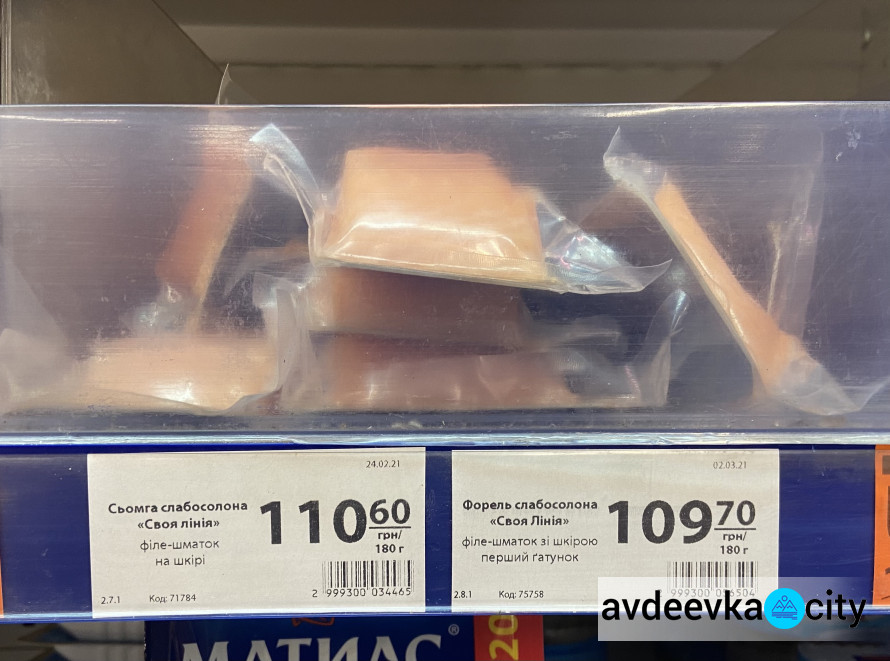 24.02.21
Сьомга слабосолона
«Своя лінія»
філе-шматок
на шкірі
110 60
грн/
180 г
2 999300 034465
2.7.1 Код: 71784
02.03.21
Форель слабосолона
«Своя Лінія»
філе-шматок зі шкірою
перший ґатунок
109 70
грн/
180 г
2.8.1 Код: 75758
avdeevka city
МАТІАС®
20